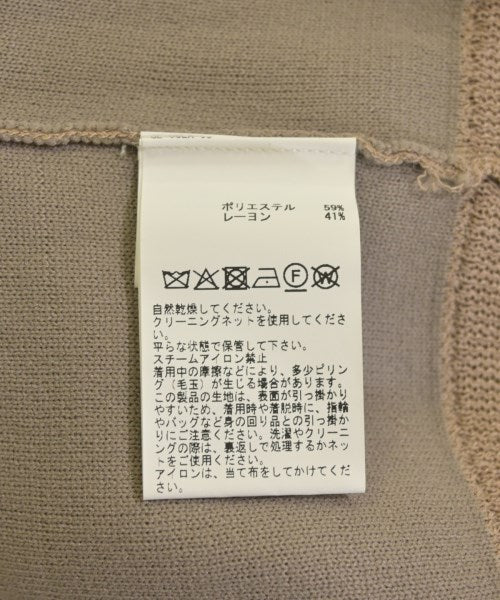 ポリエステル 59%
レーヨン 41%
F W
自然乾燥してください。
クリーニングネットを使用してくださ
い。
平らな状態で保管して下さい。
スチームアイロン禁止
着用中の摩擦などにより、多少ピリン
グ（毛玉）が生じる場合があります。
この製品の生地は、表面が引っ掛かり
やすいため、着用時や着脱時に、指輪
やバッグなど身の回り品との引っ掛か
りにご注意ください。洗濯やクリーニ
ングの際は、裏返しで処理するかネッ
トをご使用ください。
アイロンは、当て布をしてかけてくださ
い。